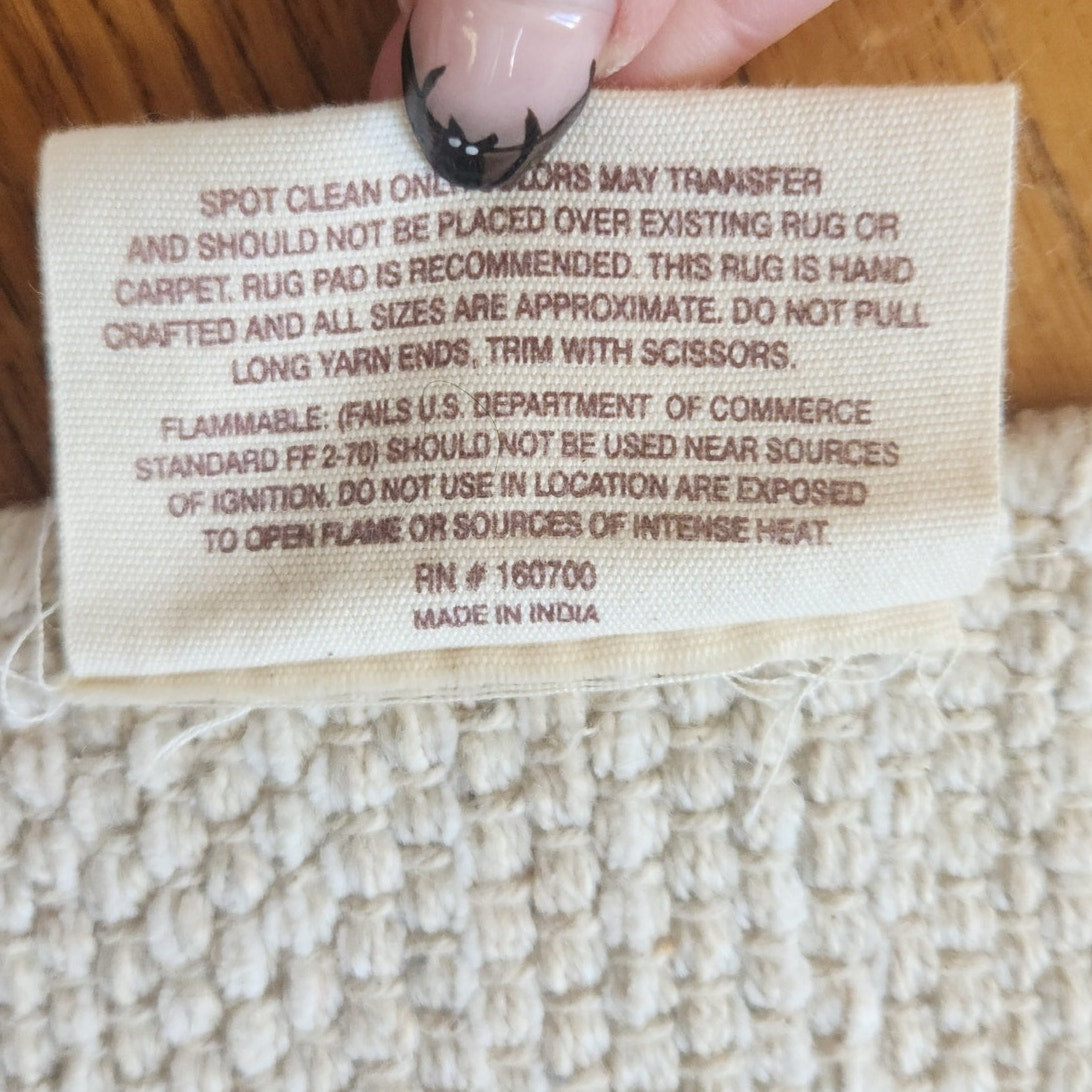 SPOT CLEAN MAY TRANSFER
AND SHOULD NOT BE PLACED OVER EXISTING RUG OR
CARPET. RUG PAD IS RECOMMENDED. THIS RUG IS HAND
CRAFTED AND ALL SIZES ARE APPROXIMATE. DO NOT PULL
LONG YARN ENDS, TRIM WITH SCISSORS.
FLAMMABLE: (FAILS U.S. DEPARTMENT OF COMMERCE
STANDARD FF 2-70) SHOULD NOT BE USED NEAR SOURCES
OF IGNITION. DO NOT USE IN LOCATION ARE EXPOSED
TO OPEN FLAME OR SOURCES OF INTENSE HEAT.
RN # 160700
MADE IN INDIA